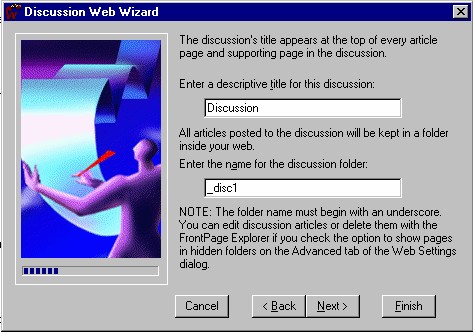 Discussion Web Wizard
The discussion's title appears at the top of every article
page and supporting page in the discussion.
Enter a descriptive title for this discussion:
Discussion
All articles posted to the discussion will be kept in a folder
inside your web.
Enter the name for the discussion folder:
_disc1
NOTE: The folder name must begin with an underscore.
You can edit discussion articles or delete them with the
FrontPage Explorer if you check the option to show pages
in hidden folders on the Advanced tab of the Web Settings
dialog.
Cancel
< Back
Next >
Finish